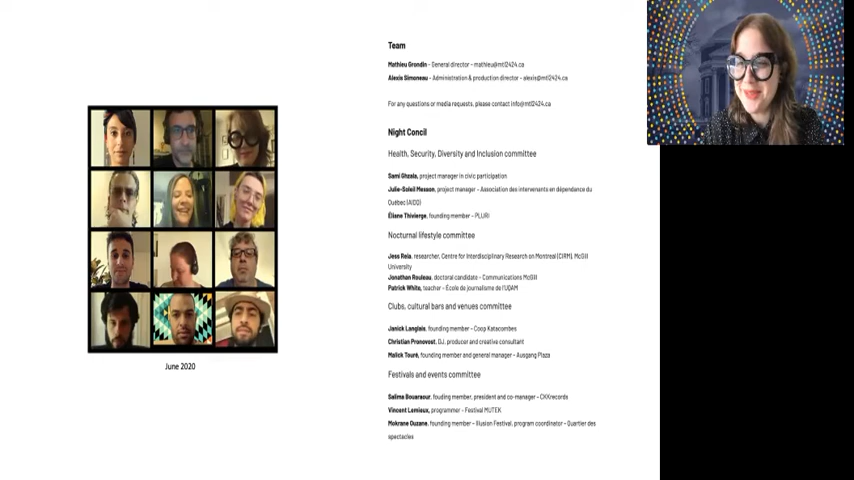 Team
Mathieu Grondin – General director – mathieu@mtl2424.ca
Alexis Simoneau – Administration & production director – alexis@mtl2424.ca
For any questions or media requests, please contact info@mtl2424.ca
Night Concil
Health, Security, Diversity and Inclusion committee
Sami Ghzala, project manager in civic participation
Julie-Soleil Messon, project manager – Association des intervenants en dépendance du
Québec (AIDQ)
Éliane Thivierge, founding member – PLURI
Nocturnal lifestyle committee
Jess Reia, researcher, Centre for Interdisciplinary Research on Montreal (CIRM), McGill
University
Jonathan Rouleau, doctoral candidate – Communications McGill
Patrick White, teacher – École de journalisme de l'UQAM
Clubs, cultural bars and venues committee
Janick Langlais, founding member – Coop Katacombes
Christian Pronovost, DJ, producer and creative consultant
Malick Touré, founding member and general manager – Ausgang Plaza
Festivals and events committee
Salima Bouaraour, fouding member, president and co-manager – CKXrecords
Vincent Lemieux, programmer – Festival MUTEK
Mokrane Ouzane, founding member – Illusion Festival, program coordinator – Quartier des
spectacles
June 2020